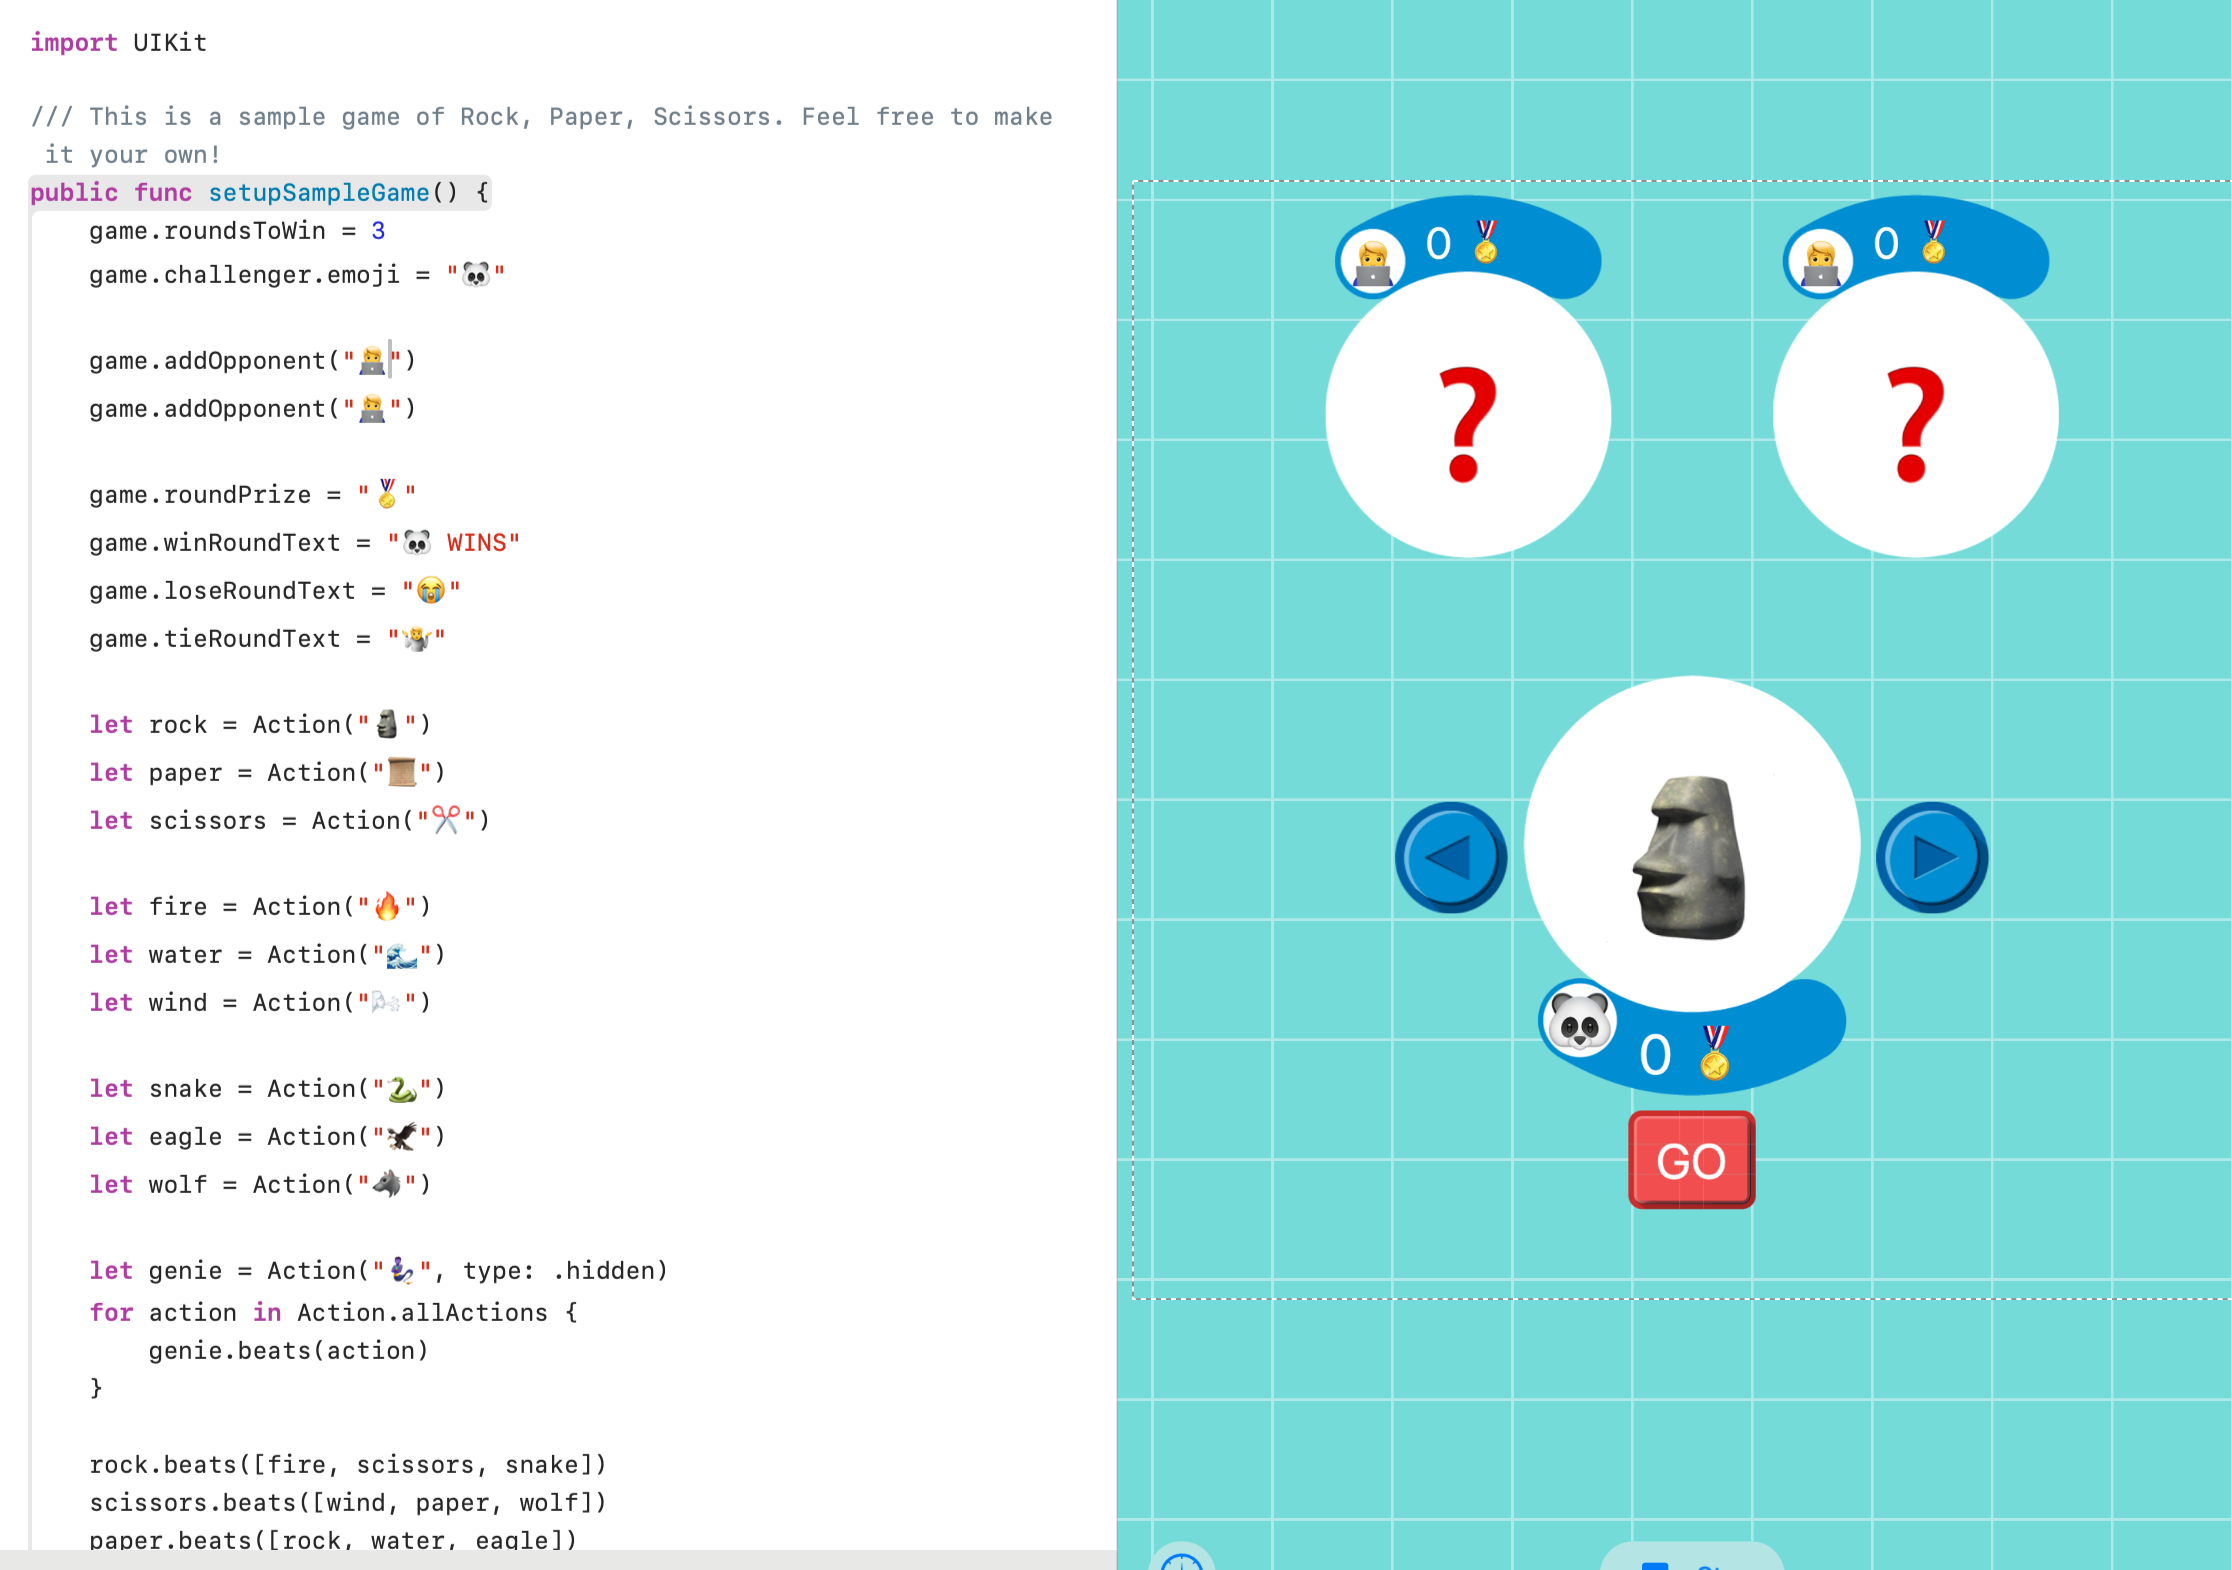 import UIKit
/// This is a sample game of Rock, Paper, Scissors. Feel free to make
it your own!
public func setupSampleGame() {
game.roundsToWin = 3
game.challenger.emoji = "🐼"
game.addOpponent("👨‍💻")
game.addOpponent("👨‍💻")
game.roundPrize = "🏅"
game.winRoundText = "🐼 WINS"
game.loseRoundText = "😭"
game.tieRoundText = "🤷‍♂️"
let rock = Action("🗿")
let paper = Action("📜")
let scissors = Action("✂️")
let fire = Action("🔥")
let water = Action("🌊")
let wind = Action("🌬")
let snake = Action("🐍")
let eagle = Action("🦅")
let wolf = Action("🐺")
let genie = Action("🧞‍♂️", type: .hidden)
for action in Action.allActions {
genie.beats(action)
}
rock.beats([fire, scissors, snake])
scissors.beats([wind, paper, wolf])
paper.beats([rock, water, eagle])
0
0
?
?
0
GO